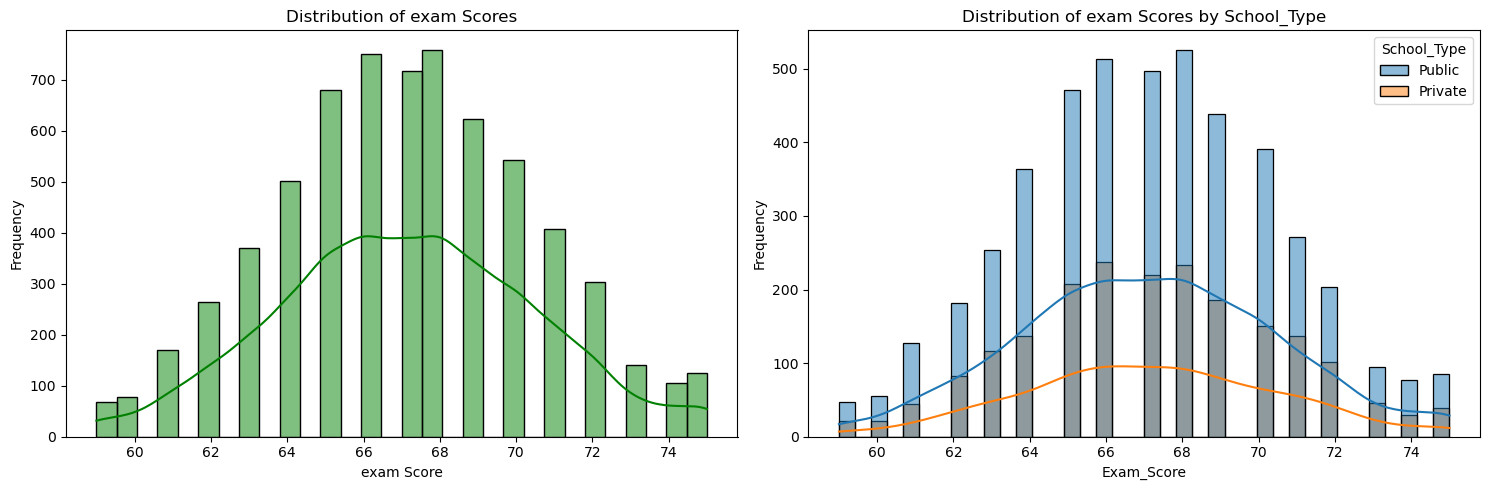 Distribution of exam Scores
Frequency
700
600
500
400
300
200
100
0
60 62 64 66 68 70 72 74
exam Score
Distribution of exam Scores by School_Type
School_Type
Public
Private
Frequency
500
400
300
200
100
0
60 62 64 66 68 70 72 74
Exam_Score